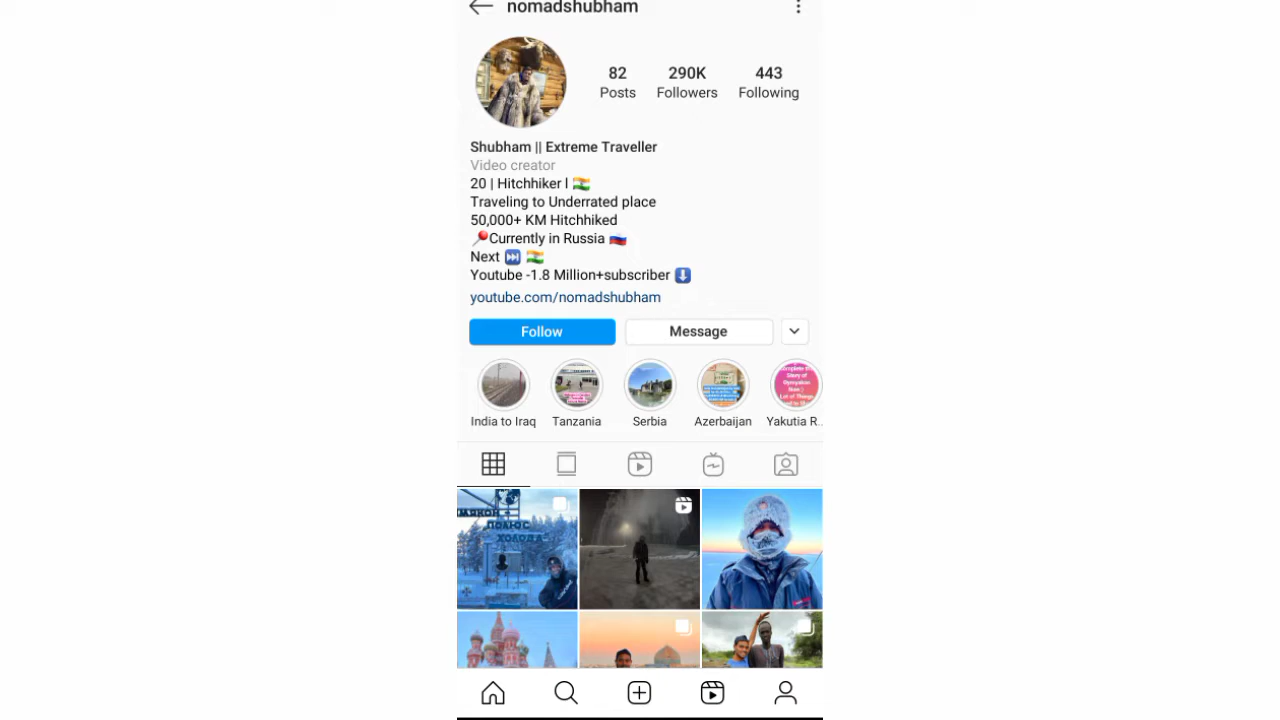 nomadshubham
82
Posts
290K
Followers
443
Following
Shubham || Extreme Traveller
Video creator
20 | Hitchhiker l 🇮🇳
Traveling to Underrated place
50,000+ KM Hitchhiked
📍Currently in Russia 🇷🇺
Next ⏭️ 🇮🇳
Youtube -1.8 Million+subscriber ⬇️
youtube.com/nomadshubham
Follow
Message
India to Iraq
Tanzania
Serbia
Azerbaijan
Yakutia R..
Story of
ПОЛЮС
ХОЛОДА